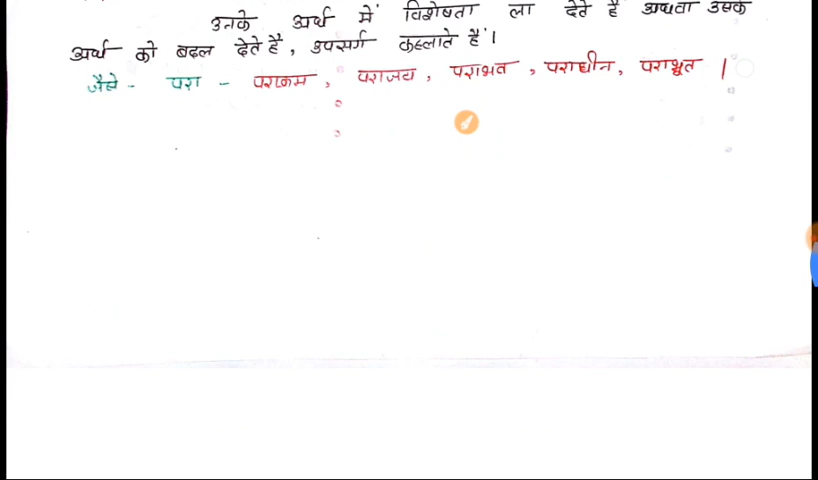 उनके अर्थ में विशेषता ला देते हैं अथवा उसके
अर्थ को बदल देते हैं, उपसर्ग कहलाते हैं।
जैसे - परा - पराक्रम, पराजय, पराभव, पराधीन, पराभूत।